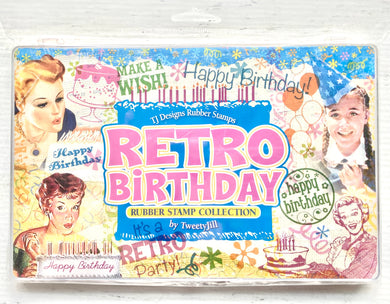 MAKE A
WISH!
Happy Birthday!
TJ Designs Rubber Stamps
RETRO
BiRTHDAY
RUBBER STAMP COLLECTION
by TweetyJill
Happy
Birthday
happy
birthday
It's a
RETRO
Party!
Happy Birthday